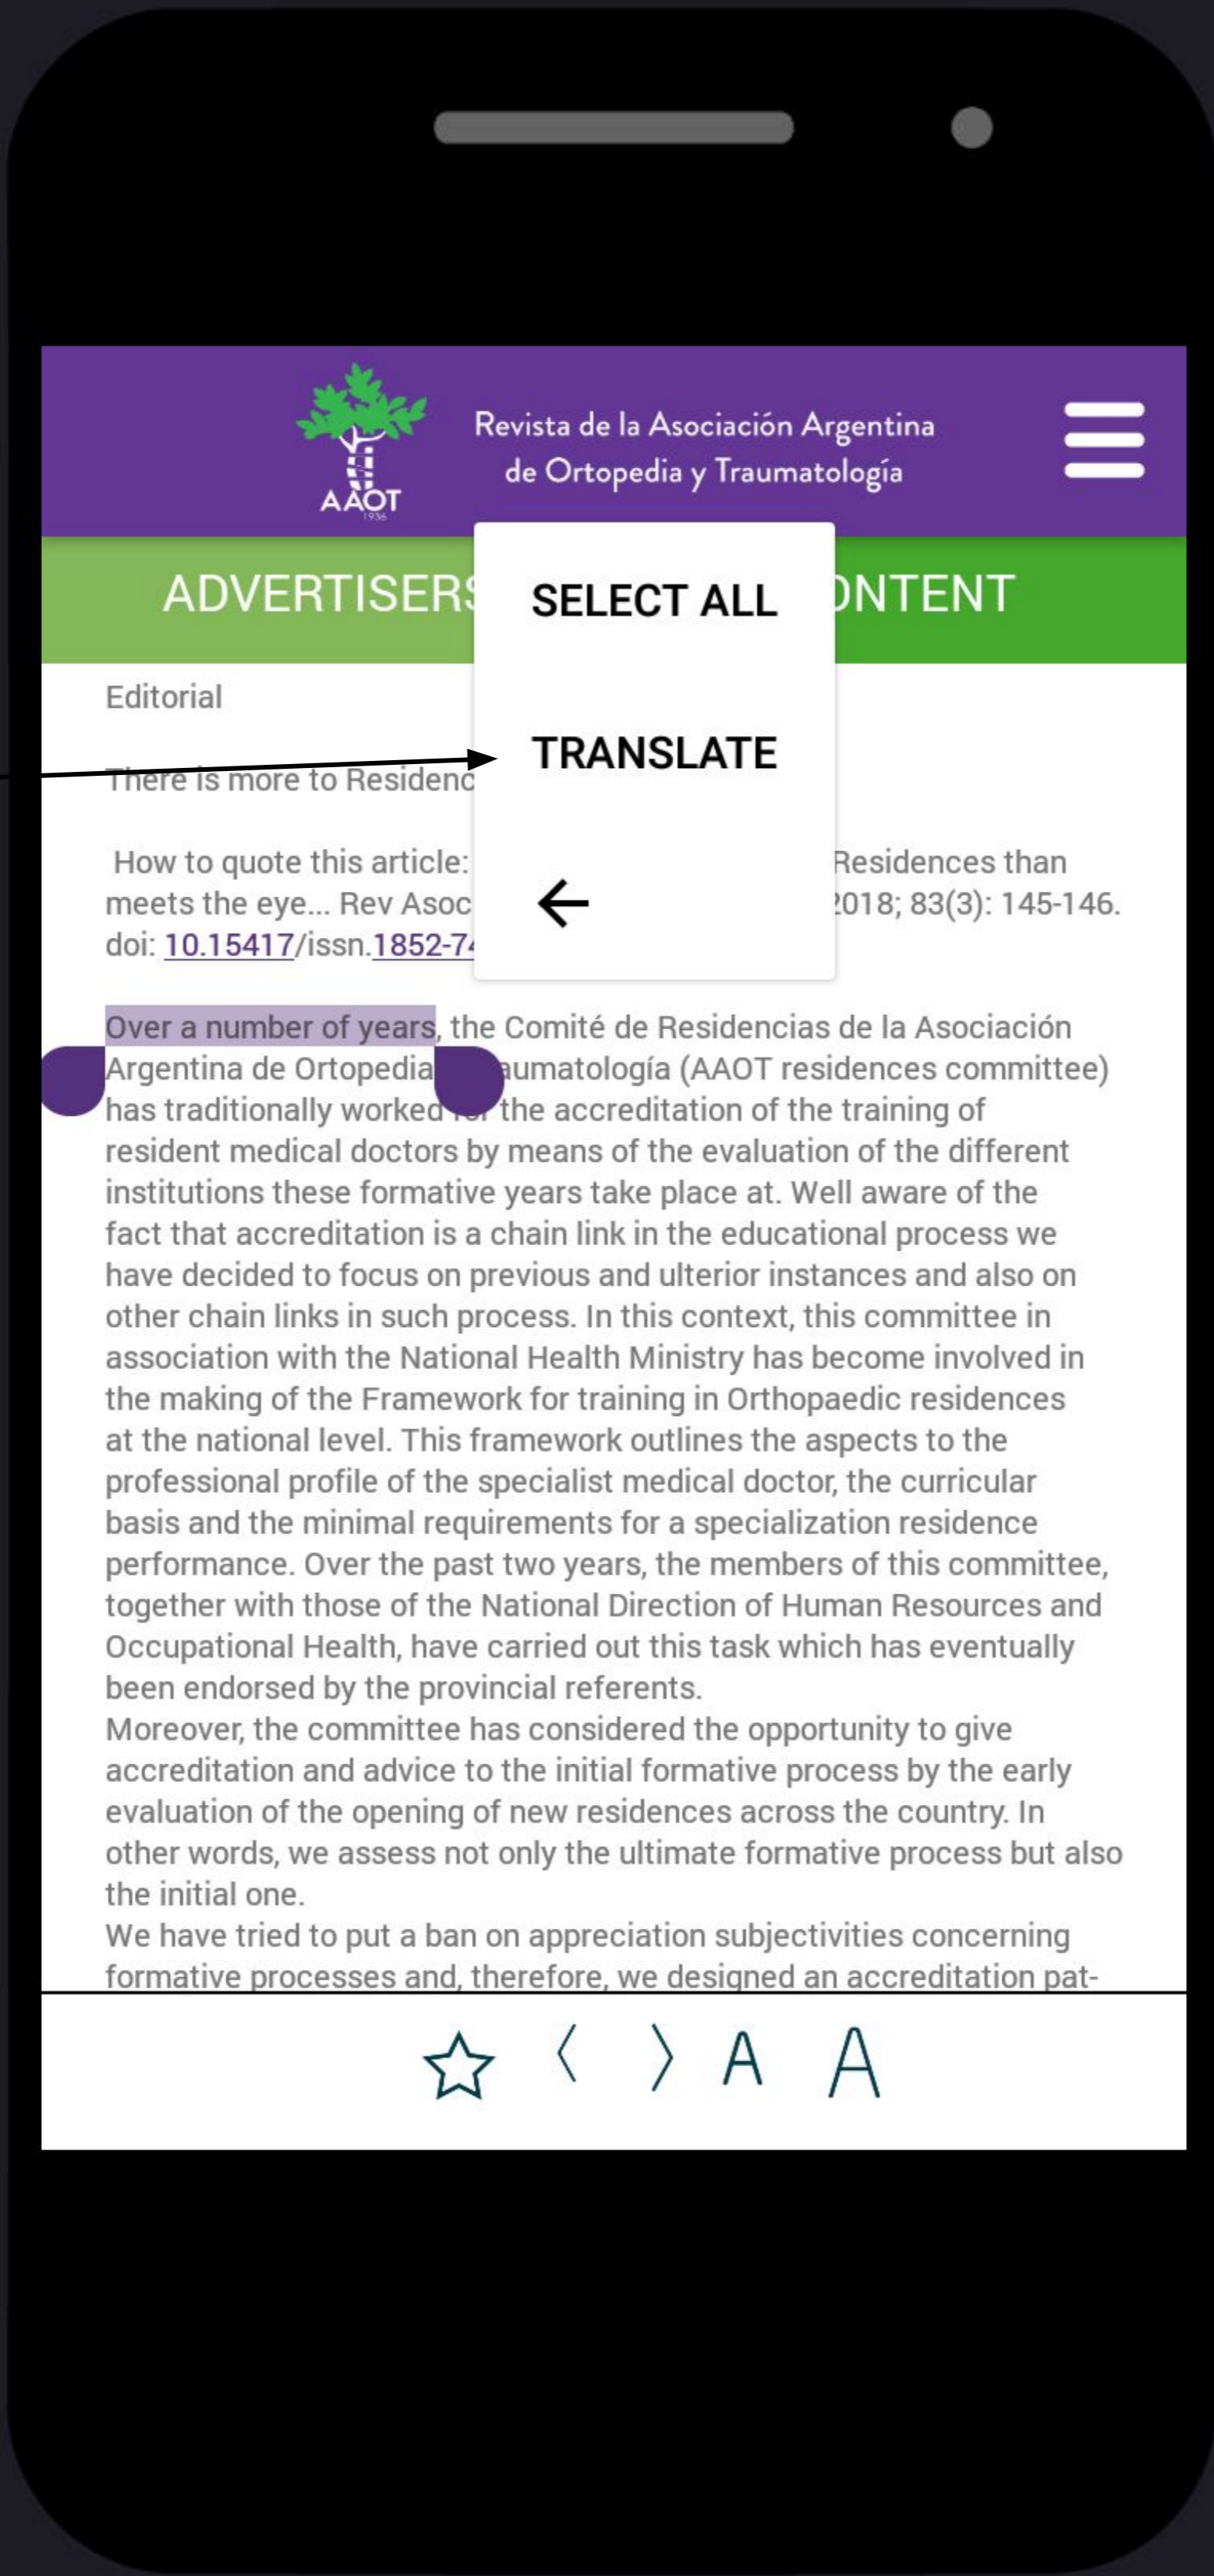 AAOT
1936
Revista de la Asociación Argentina
de Ortopedia y Traumatología
ADVERTISERS
ONTENT
SELECT ALL
TRANSLATE
Editorial
There is more to Residenc
How to quote this article: Residences than
meets the eye... Rev Asoc 2018; 83(3): 145-146.
doi: 10.15417/issn.1852-74
Over a number of years, the Comité de Residencias de la Asociación
Argentina de Ortopedia aumatología (AAOT residences committee)
has traditionally worked the accreditation of the training of
resident medical doctors by means of the evaluation of the different
institutions these formative years take place at. Well aware of the
fact that accreditation is a chain link in the educational process we
have decided to focus on previous and ulterior instances and also on
other chain links in such process. In this context, this committee in
association with the National Health Ministry has become involved in
the making of the Framework for training in Orthopaedic residences
at the national level. This framework outlines the aspects to the
professional profile of the specialist medical doctor, the curricular
basis and the minimal requirements for a specialization residence
performance. Over the past two years, the members of this committee,
together with those of the National Direction of Human Resources and
Occupational Health, have carried out this task which has eventually
been endorsed by the provincial referents.
Moreover, the committee has considered the opportunity to give
accreditation and advice to the initial formative process by the early
evaluation of the opening of new residences across the country. In
other words, we assess not only the ultimate formative process but also
the initial one.
We have tried to put a ban on appreciation subjectivities concerning
formative processes and, therefore, we designed an accreditation pat-
A A